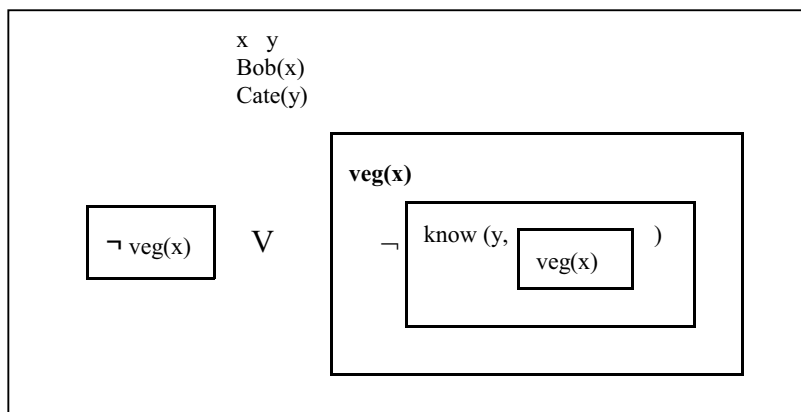 x y
Bob(x)
Cate(y)
veg(x)
¬ veg(x) V ¬ know (y, veg(x) )